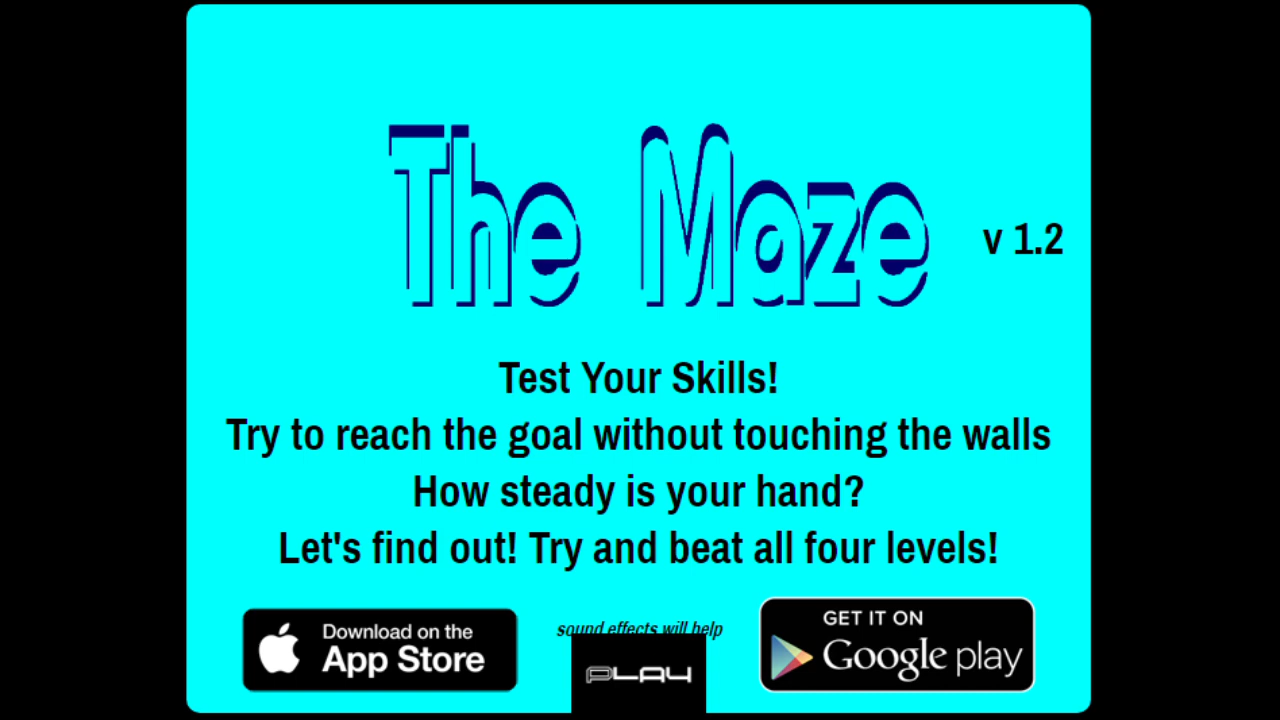 The Maze
v 1.2
Test Your Skills!
Try to reach the goal without touching the walls
How steady is your hand?
Let's find out! Try and beat all four levels!
sound effects will help
Download on the
App Store
PLAY
GET IT ON
Google play